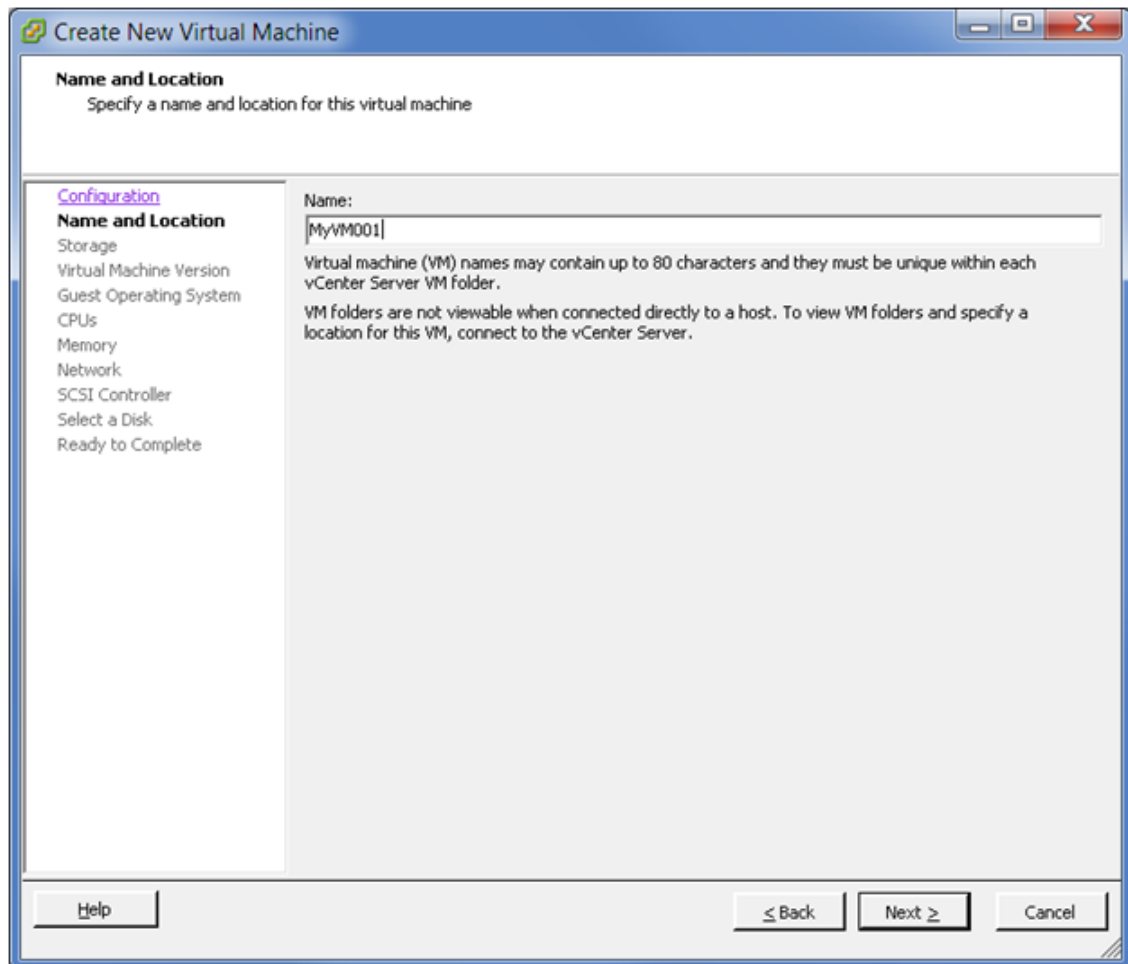 Create New Virtual Machine
Name and Location
Specify a name and location for this virtual machine
Configuration
Name and Location
Storage
Virtual Machine Version
Guest Operating System
CPUs
Memory
Network
SCSI Controller
Select a Disk
Ready to Complete
Name:
MyVM001
Virtual machine (VM) names may contain up to 80 characters and they must be unique within each
vCenter Server VM folder.
VM folders are not viewable when connected directly to a host. To view VM folders and specify a
location for this VM, connect to the vCenter Server.
Help
< Back
Next >
Cancel